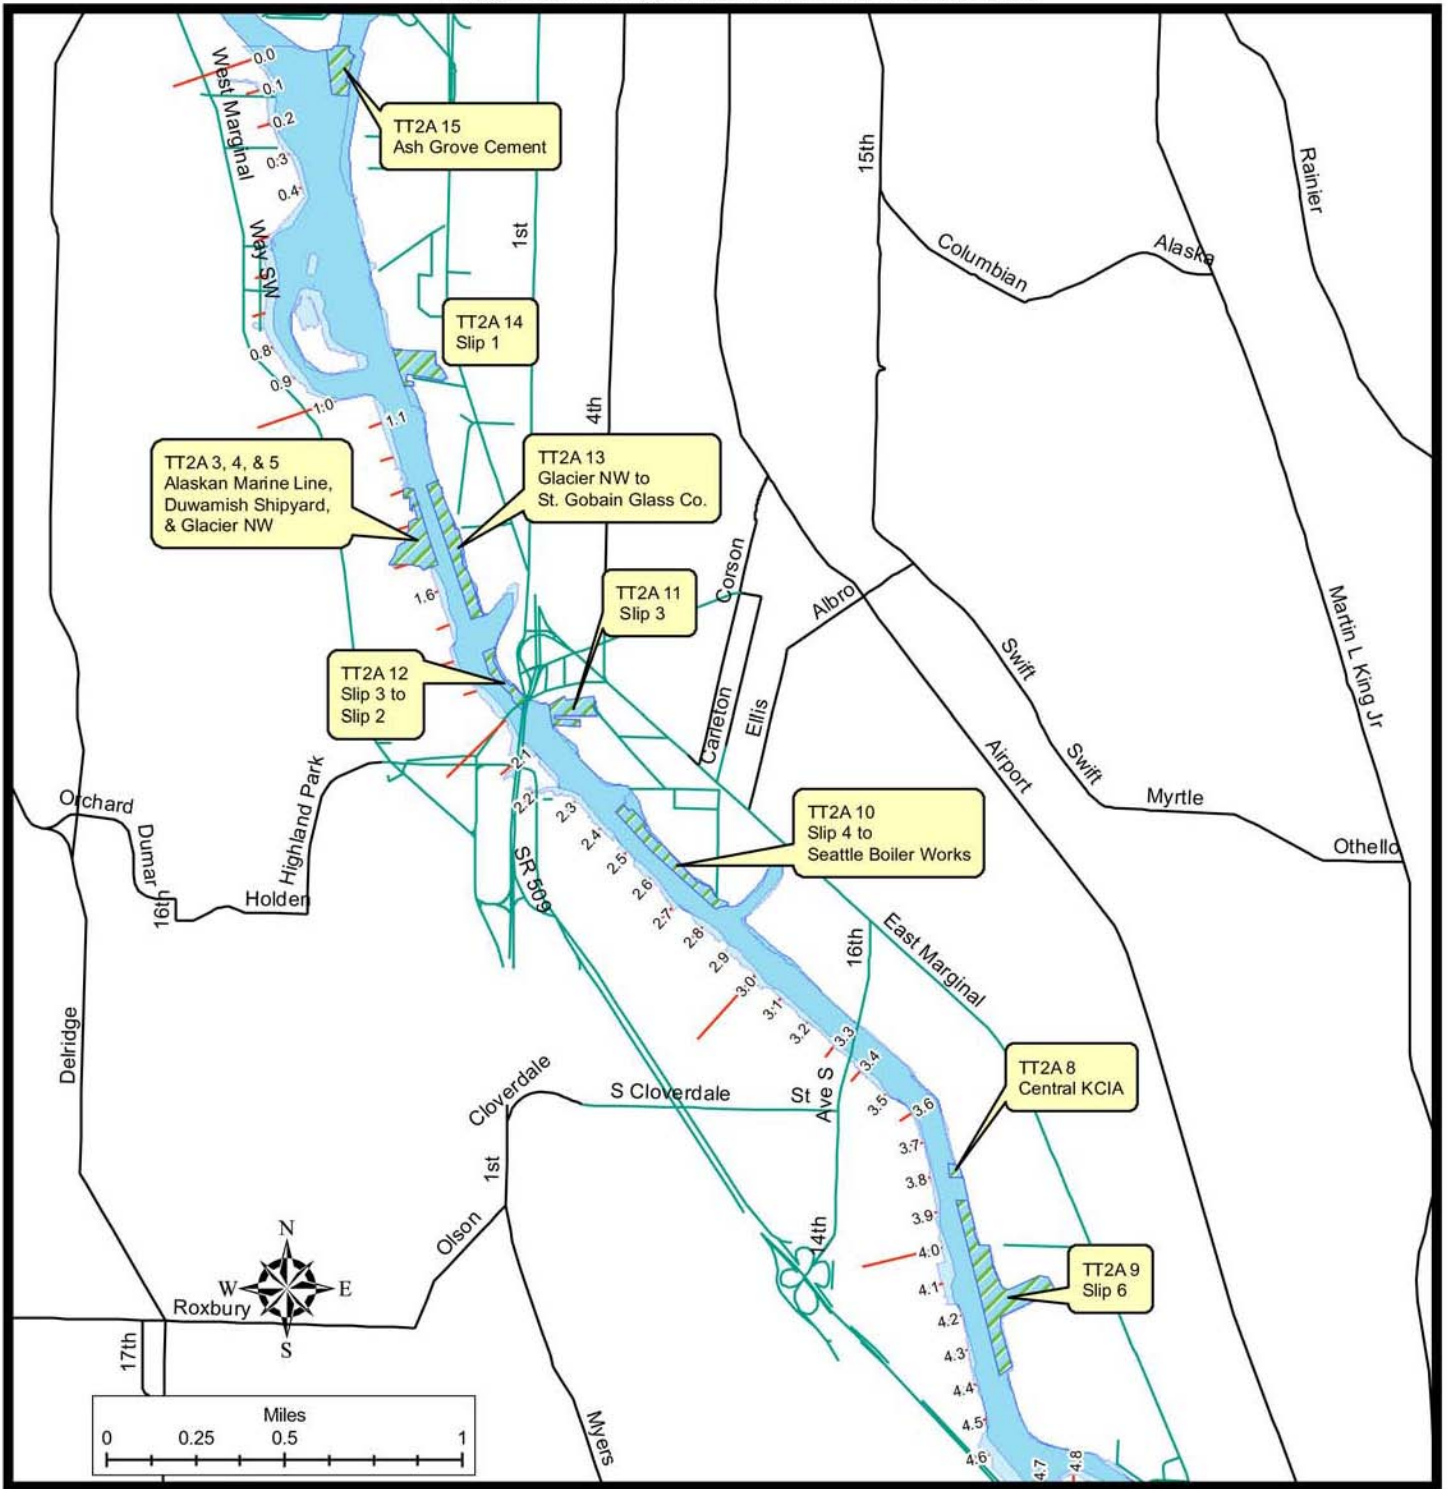 0.0
0.1
0.2
0.3
0.4
West Marginal
Way SW
TT2A 15
Ash Grove Cement
1st
15th
Rainier
Columbian
Alaska
TT2A 14
Slip 1
0.8
0.9
1.0
1.1
4th
TT2A 3, 4, & 5
Alaskan Marine Line,
Duwamish Shipyard,
& Glacier NW
TT2A 13
Glacier NW to
St. Gobain Glass Co.
1.6
TT2A 11
Slip 3
Corson
Albro
Swift
Martin L King Jr
TT2A 12
Slip 3 to
Slip 2
Carleton
Ellis
Airport
Swift
Myrtle
Othello
2.1
2.2
2.3
2.4
2.5
2.6
2.7
2.8
2.9
3.0
3.1
3.2
3.3
3.4
3.5
3.6
3.7
3.8
3.9
4.0
4.1
4.2
4.3
4.4
4.5
4.6
4.7
4.8
Orchard
Dumar
16th
Highland Park
Holden
SR 509
TT2A 10
Slip 4 to
Seattle Boiler Works
16th
East Marginal
Delridge
Cloverdale
S Cloverdale
St
Ave S
TT2A 8
Central KCIA
1st
Olson
14th
TT2A 9
Slip 6
N
W
E
S
Roxbury
17th
Myers
Miles
0
0.25
0.5
1